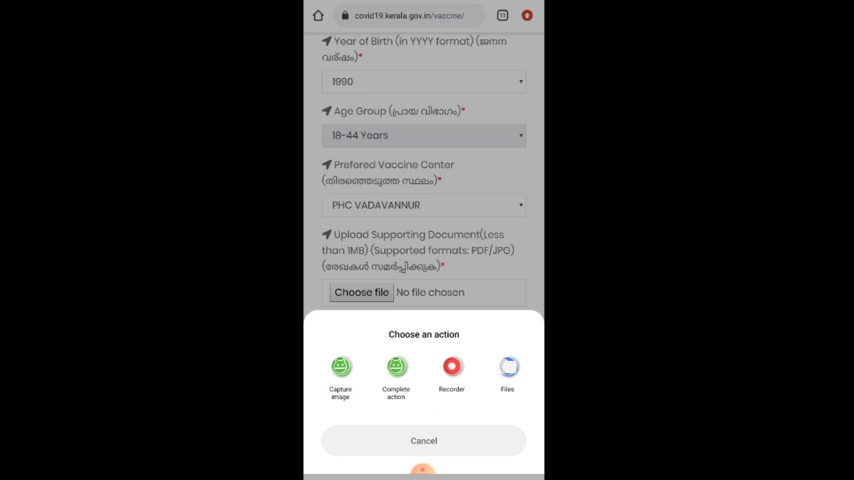 covid19.kerala.gov.in/vaccine/
11
Year of Birth (in YYYY format) (ജനന
വര്ഷം)*
1990
Age Group (പ്രായ വിഭാഗം)*
18-44 Years
Prefered Vaccine Center
(തിരഞ്ഞെടുത്ത സ്ഥലം)*
PHC VADAVANNUR
Upload Supporting Document(Less
than 1MB) (Supported formats: PDF/JPG)
(രേഖകൾ സമർപ്പിക്കുക)*
Choose file No file chosen
Choose an action
Capture image
Complete action
Recorder
Files
Cancel